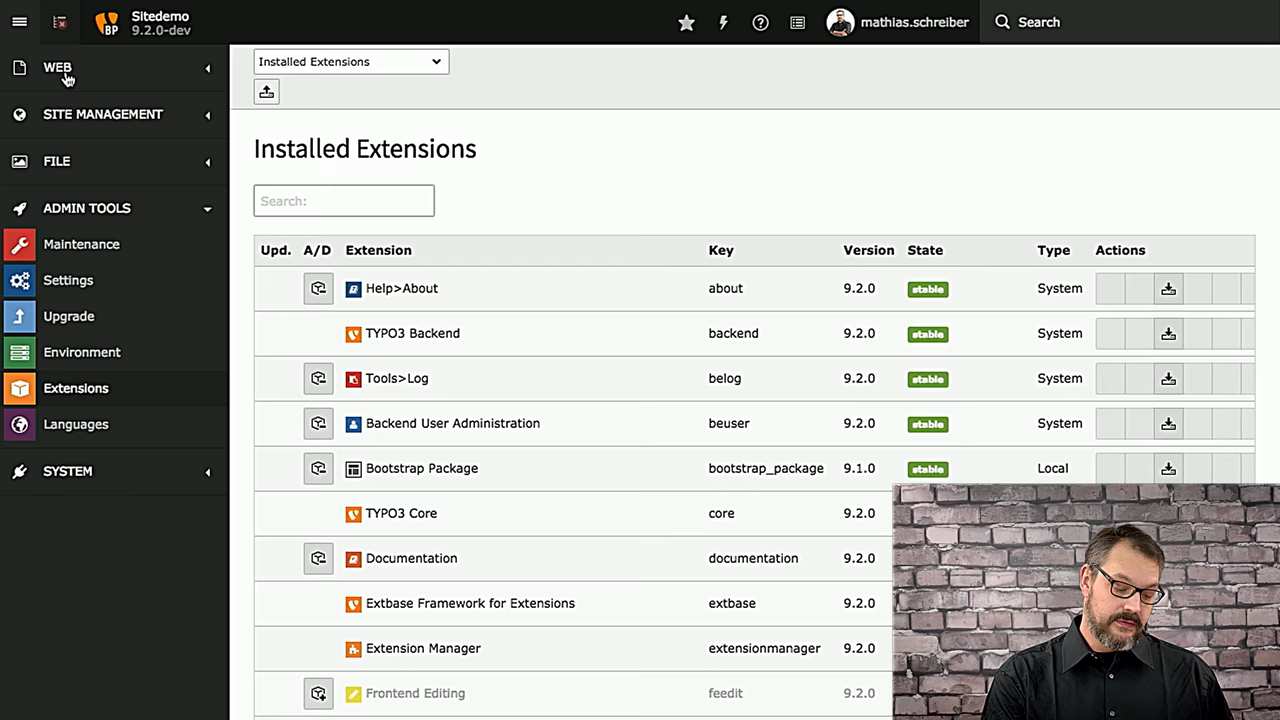 BP
Sitedemo
9.2.0-dev
mathias.schreiber
Search
WEB
SITE MANAGEMENT
FILE
ADMIN TOOLS
Maintenance
Settings
Upgrade
Environment
Extensions
Languages
SYSTEM
Installed Extensions
Installed Extensions
Search:
Upd. A/D Extension Key Version State Type Actions
Help>About about 9.2.0 stable System
TYPO3 Backend backend 9.2.0 stable System
Tools>Log belog 9.2.0 stable System
Backend User Administration beuser 9.2.0 stable System
Bootstrap Package bootstrap_package 9.1.0 stable Local
TYPO3 Core core 9.2.0
Documentation documentation 9.2.0
Extbase Framework for Extensions extbase 9.2.0
Extension Manager extensionmanager 9.2.0
Frontend Editing feedit 9.2.0